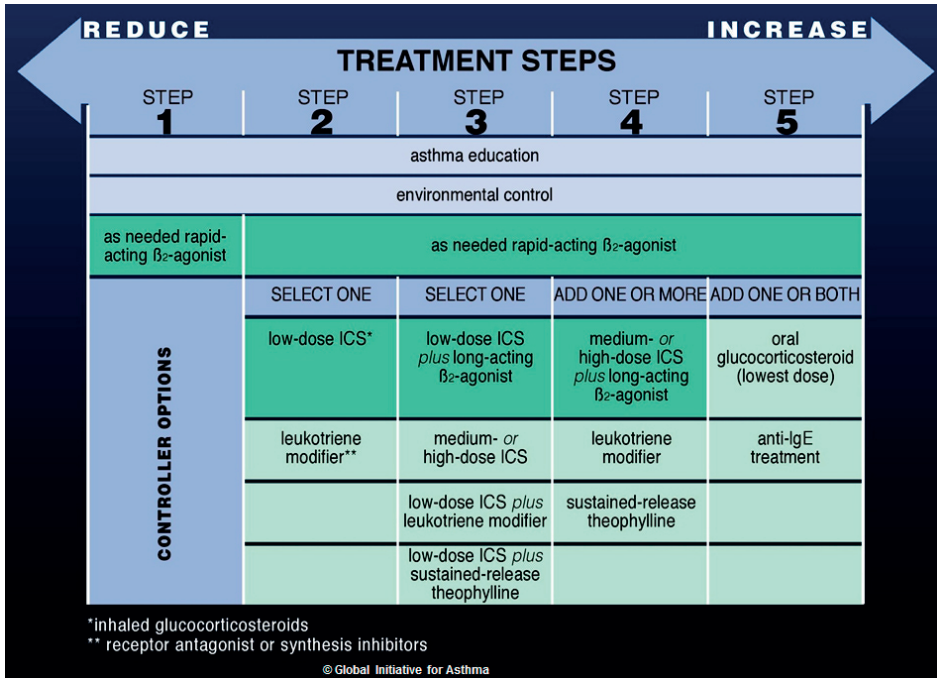 REDUCE
INCREASE
TREATMENT STEPS
STEP
1
STEP
2
STEP
3
STEP
4
STEP
5
asthma education
environmental control
as needed rapid-
acting ß₂-agonist
as needed rapid-acting ß₂-agonist
CONTROLLER OPTIONS
SELECT ONE
SELECT ONE
ADD ONE OR MORE
ADD ONE OR BOTH
low-dose ICS*
low-dose ICS
plus long-acting
ß₂-agonist
medium- or
high-dose ICS
plus long-acting
ß₂-agonist
oral
glucocorticosteroid
(lowest dose)
leukotriene
modifier**
medium- or
high-dose ICS
leukotriene
modifier
anti-IgE
treatment
low-dose ICS plus
leukotriene modifier
sustained-release
theophylline
low-dose ICS plus
sustained-release
theophylline
*inhaled glucocorticosteroids
** receptor antagonist or synthesis inhibitors
© Global Initiative for Asthma